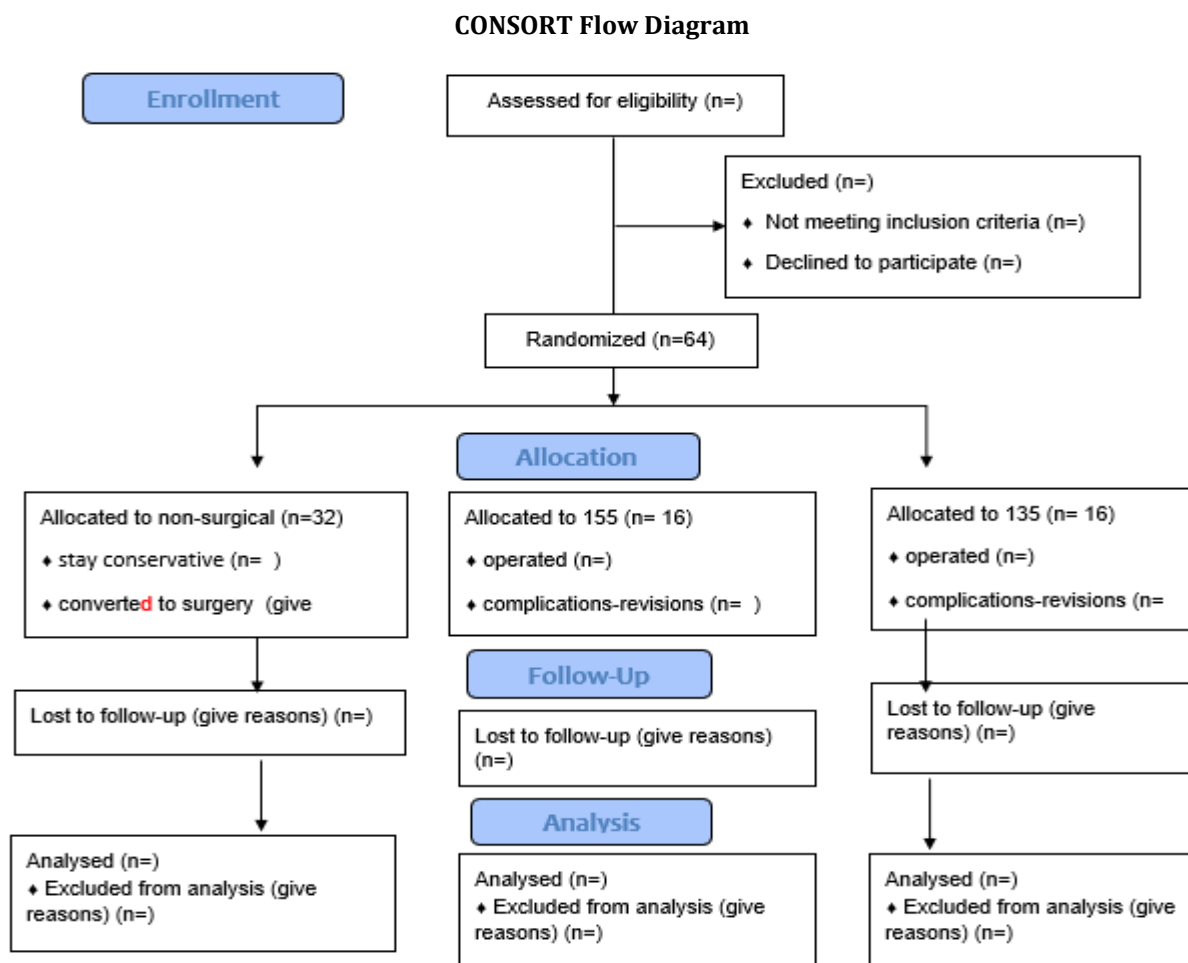 CONSORT Flow Diagram
Enrollment
Assessed for eligibility (n=)
Excluded (n=)
♦ Not meeting inclusion criteria (n=)
♦ Declined to participate (n=)
Randomized (n=64)
Allocation
Allocated to non-surgical (n=32)
♦ stay conservative (n= )
♦ converted to surgery (give
Allocated to 155 (n= 16)
♦ operated (n=)
♦ complications-revisions (n= )
Allocated to 135 (n= 16)
♦ operated (n=)
♦ complications-revisions (n=
Follow-Up
Lost to follow-up (give reasons) (n=)
Lost to follow-up (give reasons)
(n=)
Lost to follow-up (give
reasons) (n=)
Analysis
Analysed (n=)
♦ Excluded from analysis (give
reasons) (n=)
Analysed (n=)
♦ Excluded from analysis (give
reasons) (n=)
Analysed (n=)
♦ Excluded from analysis (give
reasons) (n=)